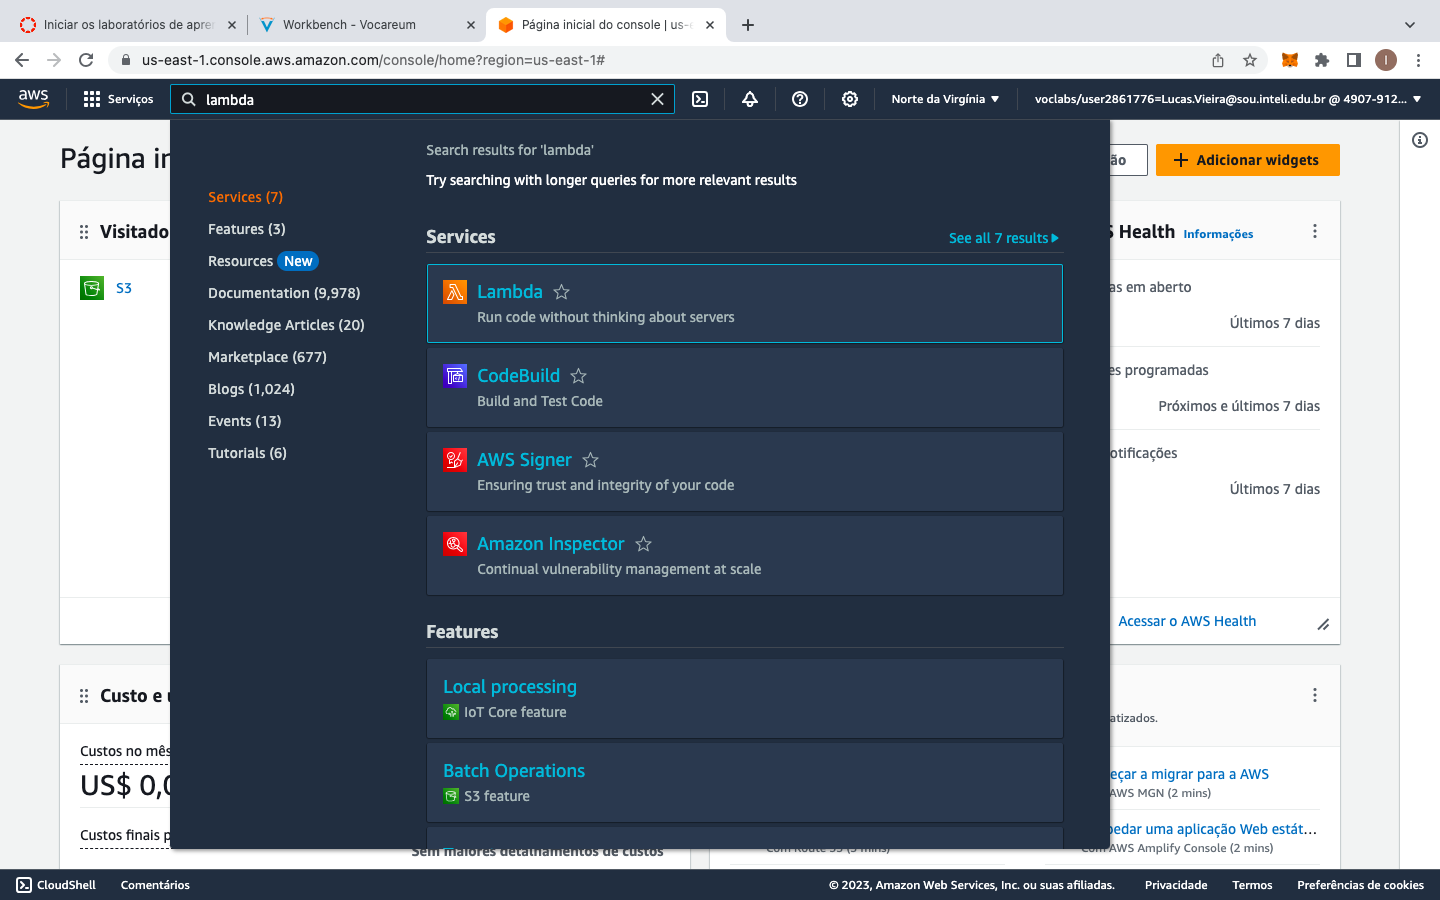 Iniciar os laboratórios de apre
Workbench - Vocareum
Página inicial do console | us-e
us-east-1.console.aws.amazon.com/console/home?region=us-east-1#
I
aws
Serviços
lambda
Norte da Virgínia
voclabs/user2861776=Lucas.Vieira@sou.inteli.edu.br @ 4907-912...
Página in
ão
Adicionar widgets
Search results for 'lambda'
Try searching with longer queries for more relevant results
Services (7)
Features (3)
Resources New
Documentation (9,978)
Knowledge Articles (20)
Marketplace (677)
Blogs (1,024)
Events (13)
Tutorials (6)
Services
See all 7 results
Lambda
Run code without thinking about servers
CodeBuild
Build and Test Code
AWS Signer
Ensuring trust and integrity of your code
Amazon Inspector
Continual vulnerability management at scale
Features
Local processing
IoT Core feature
Batch Operations
S3 feature
Visitado
S3
S Health Informações
as em aberto
Últimos 7 dias
es programadas
Próximos e últimos 7 dias
otificações
Últimos 7 dias
Acessar o AWS Health
Custo e u
Custos no mês
US$ 0,0
Custos finais p
Sem maiores detalhamentos de custos
atizados.
eçar a migrar para a AWS
AWS MGN (2 mins)
pedar uma aplicação Web estát...
Com AWS Amplify Console (2 mins)
CloudShell
Comentários
© 2023, Amazon Web Services, Inc. ou suas afiliadas.
Privacidade
Termos
Preferências de cookies